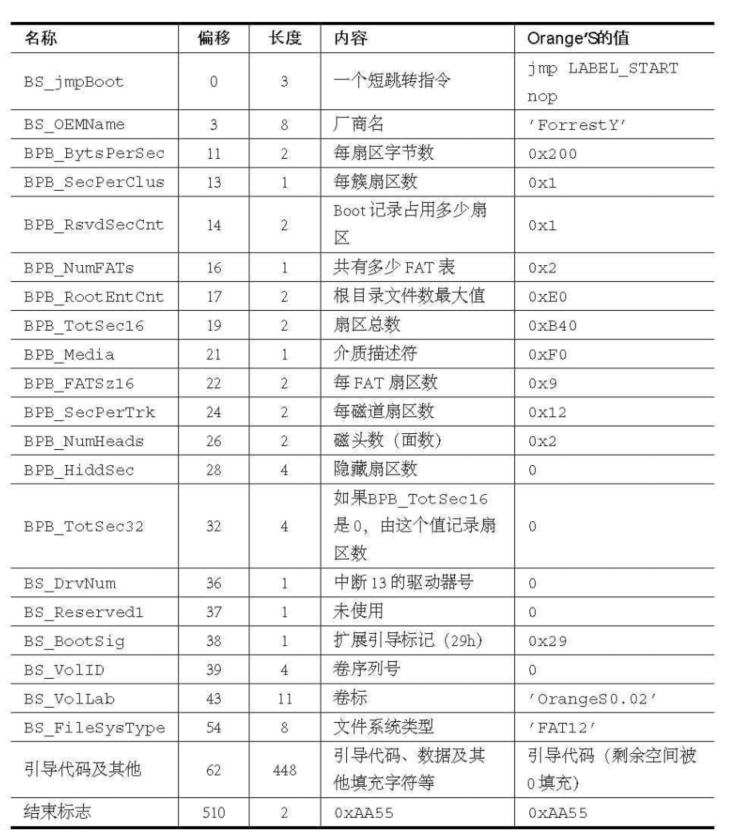 名称 偏移 长度 内容 Orange'S的值
BS_jmpBoot 0 3 一个短跳转指令 jmp LABEL_START
nop
BS_OEMName 3 8 厂商名 'ForrestY'
BPB_BytsPerSec 11 2 每扇区字节数 0x200
BPB_SecPerClus 13 1 每簇扇区数 0x1
BPB_RsvdSecCnt 14 2 Boot记录占用多少扇
区 0x1
BPB_NumFATs 16 1 共有多少FAT表 0x2
BPB_RootEntCnt 17 2 根目录文件数最大值 0xE0
BPB_TotSec16 19 2 扇区总数 0xB40
BPB_Media 21 1 介质描述符 0xF0
BPB_FATSz16 22 2 每FAT扇区数 0x9
BPB_SecPerTrk 24 2 每磁道扇区数 0x12
BPB_NumHeads 26 2 磁头数（面数） 0x2
BPB_HiddSec 28 4 隐藏扇区数 0
BPB_TotSec32 32 4 如果BPB_TotSec16
是0，由这个值记录扇
区数 0
BS_DrvNum 36 1 中断13的驱动器号 0
BS_Reserved1 37 1 未使用 0
BS_BootSig 38 1 扩展引导标记（29h） 0x29
BS_VolID 39 4 卷序列号 0
BS_VolLab 43 11 卷标 'OrangeS0.02'
BS_FileSysType 54 8 文件系统类型 'FAT12'
引导代码及其他 62 448 引导代码、数据及其
他填充字符等 引导代码（剩余空间被
0填充）
结束标志 510 2 0xAA55 0xAA55